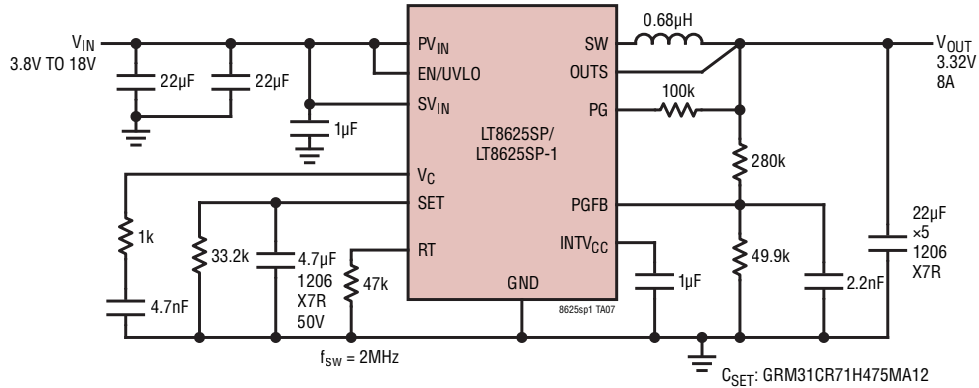 V_IN
3.8V TO 18V
22µF
22µF
1µF
PV_IN
EN/UVLO
SV_IN
V_C
SET
RT
LT8625SP/
LT8625SP-1
GND
SW
OUTS
PG
PGFB
INTV_CC
0.68µH
100k
V_OUT
3.32V
8A
280k
49.9k
1µF
2.2nF
22µF
×5
1206
X7R
1k
4.7nF
33.2k
4.7µF
1206
X7R
50V
47k
8625sp1 TA07
f_SW = 2MHz
C_SET: GRM31CR71H475MA12